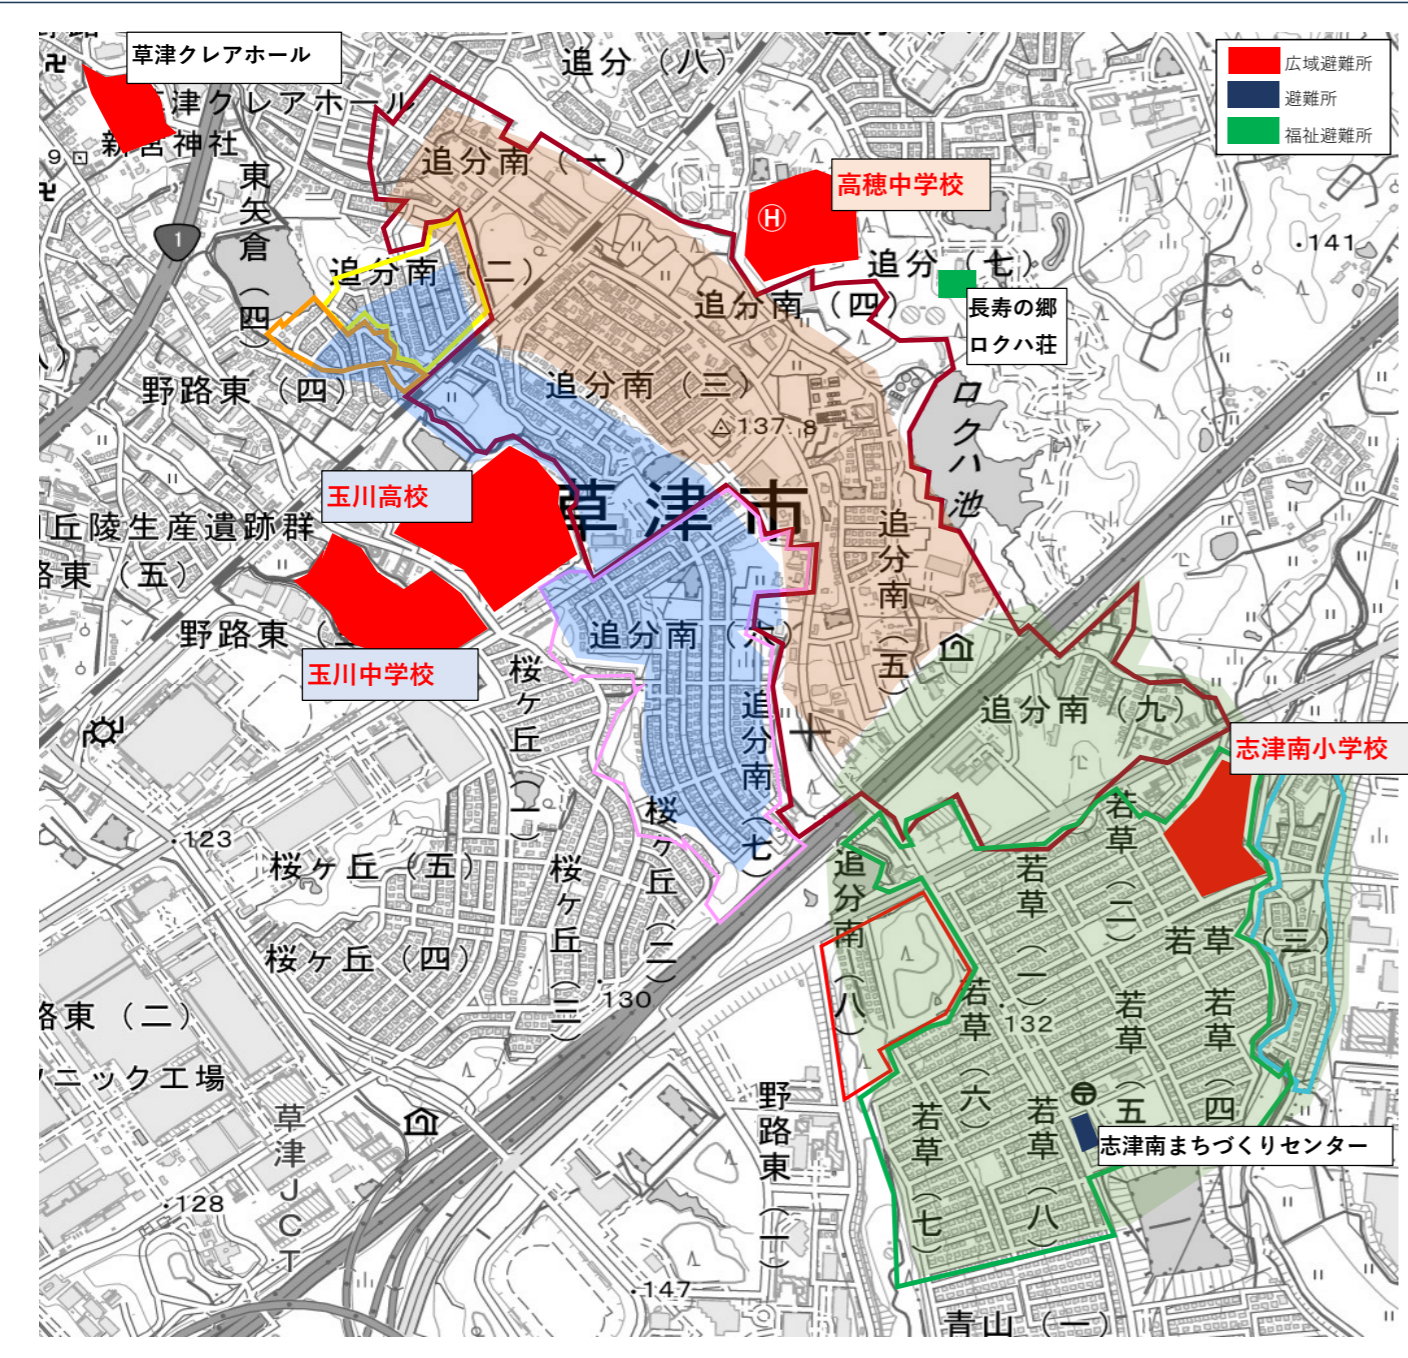 草津クレアホール
広域避難所
避難所
福祉避難所
追分（八）
津クレアホール
新宮神社
9
1
東矢倉（四）
追分南（一）
高穂中学校
H
追分（七）
・141
追分南（二）
追分南（四）
長寿の郷
ロクハ荘
野路東（四）
追分南（三）
137.8
ロクハ池
玉川高校
草津市
丘陵生産遺跡群
路東（五）
追分南（五）
野路東
玉川中学校
追分南（六）
桜ヶ丘（一）
追分南（七）
追分南（九）
志津南小学校
・123
桜ヶ丘（五）
桜ヶ丘（三）
桜ヶ丘（二）
桜ヶ丘（四）
・130
追分南（八）
若草（一）
若草（二）
若草（三）
路東（二）
ソニック工場
草津JCT
若草（六）
・132
若草（五）
若草（四）
野路東（一）
若草（七）
若草（八）
志津南まちづくりセンター
・128
・147
青山（一）